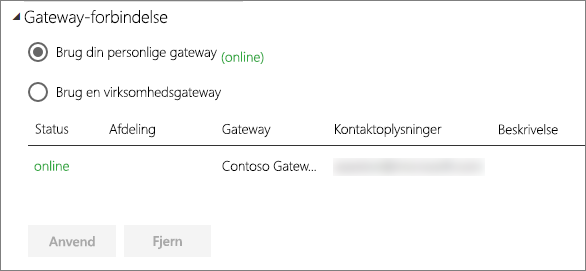 Gateway-forbindelse
Brug din personlige gateway (online)
Brug en virksomhedsgateway
Status Afdeling Gateway Kontaktoplysninger Beskrivelse
online Contoso Gatew...
Anvend Fjern